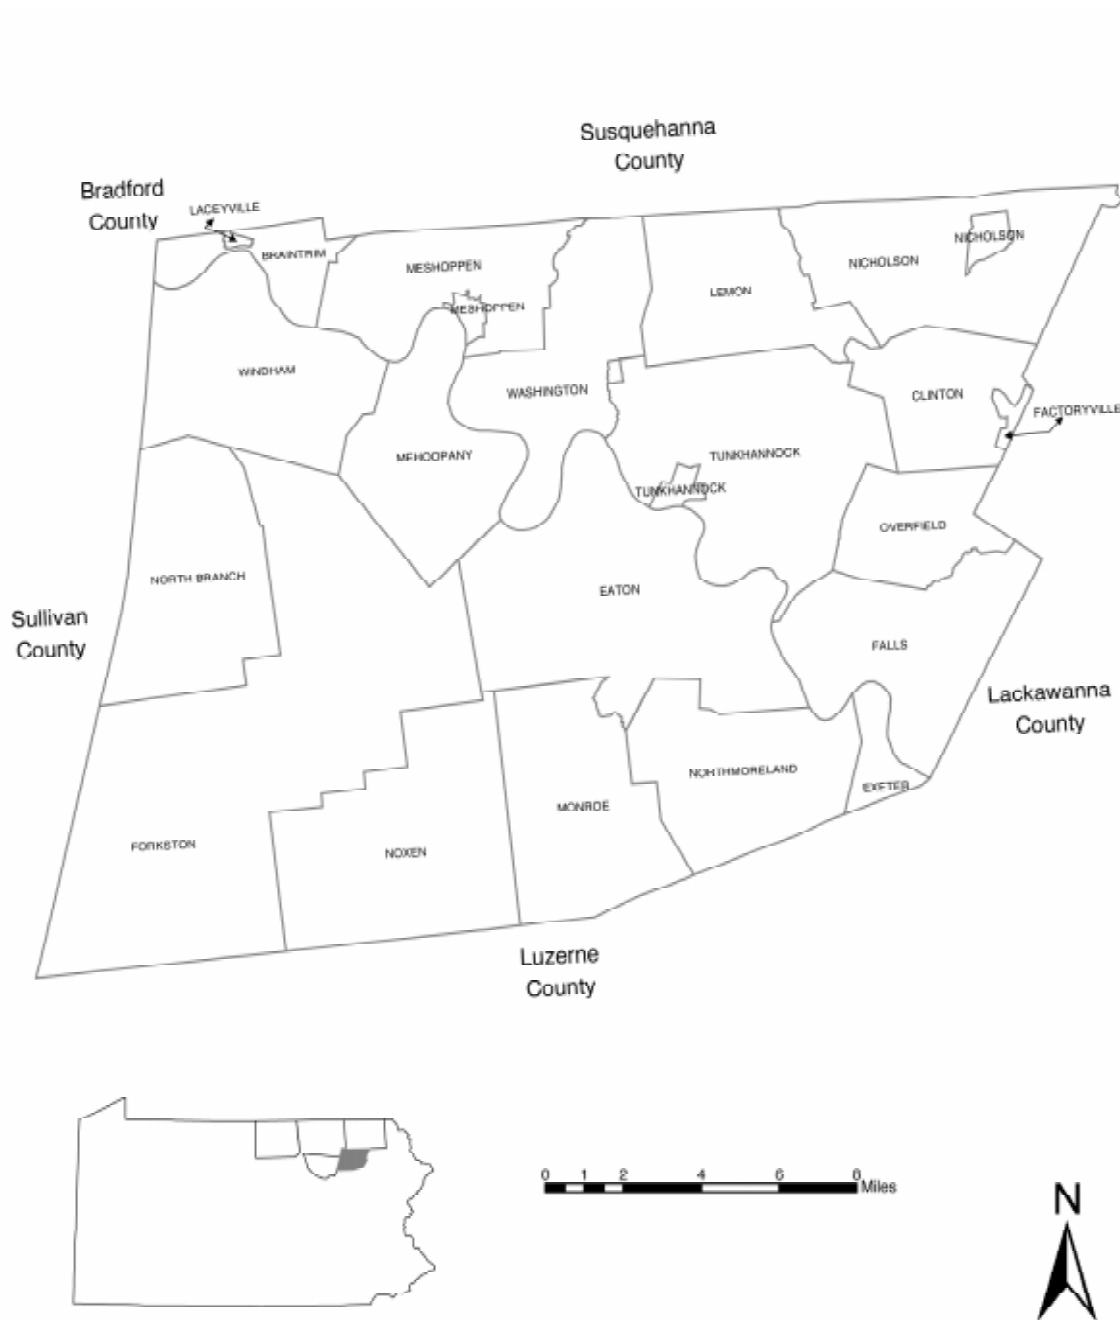 Susquehanna
County
Bradford
County
LACEYVILLE
BRAINTRIM
MESHOPPEN
NICHOLSON
NICHOLSON
LEMON
MESHOPPEN
WINDHAM
WASHINGTON
CLINTON
FACTORYVILLE
MEHOOPANY
TUNKHANNOCK
TUNKHANNOCK
OVERFIELD
NORTH BRANCH
EATON
Sullivan
County
FALLS
Lackawanna
County
NORTHMORELAND
EXETER
MONROE
FORKSTON
NOXEN
Luzerne
County
0 1 2 4 6 8
Miles
N